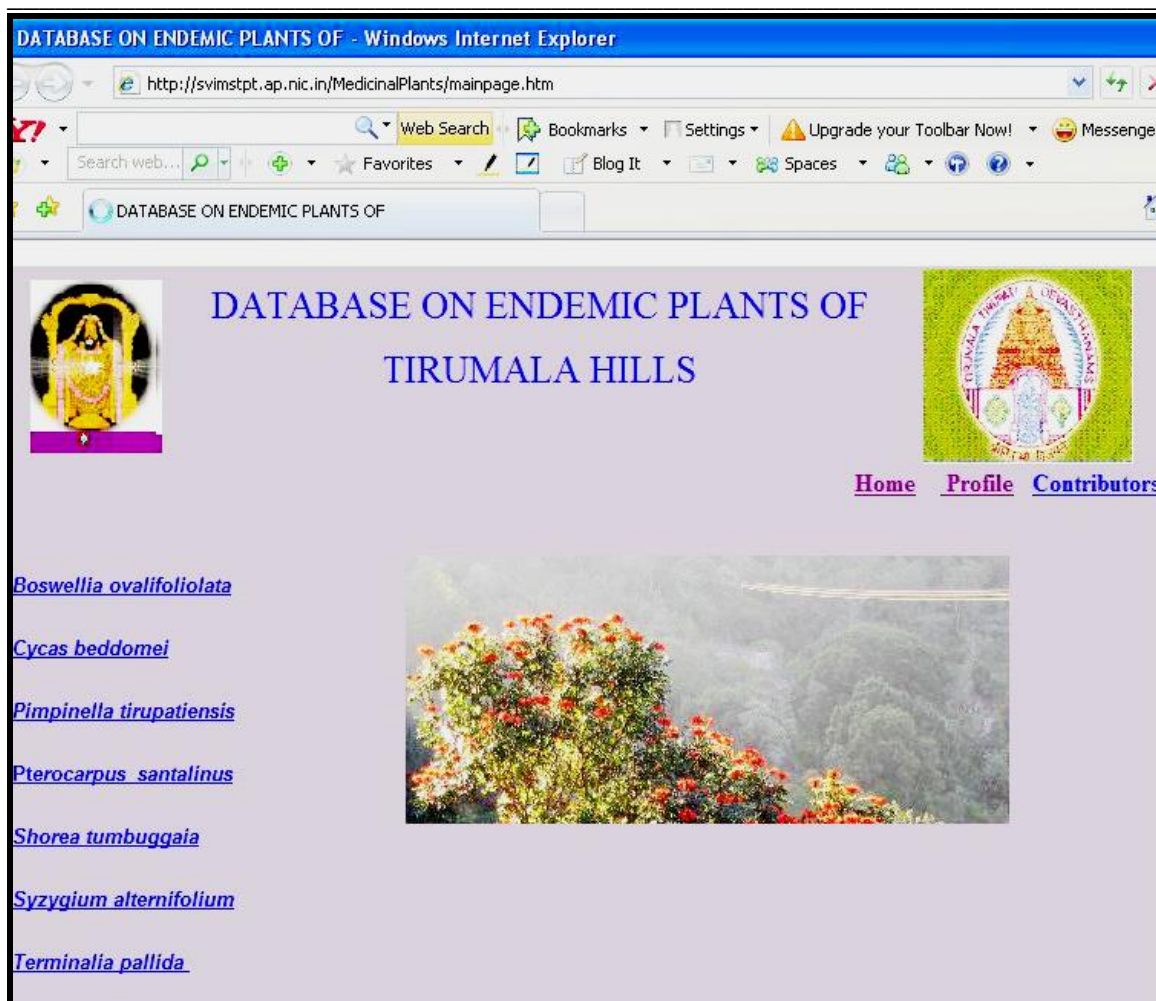 DATABASE ON ENDEMIC PLANTS OF - Windows Internet Explorer
http://svimstpt.ap.nic.in/MedicinalPlants/mainpage.htm
Y! Web Search Bookmarks Settings Upgrade your Toolbar Now! Messenge
Search web... Favorites Blog It Spaces
DATABASE ON ENDEMIC PLANTS OF
DATABASE ON ENDEMIC PLANTS OF
TIRUMALA HILLS
TIRUMALA TIRUPATI DEVASTHANAMS
Home Profile Contributors
Boswellia ovalifoliolata
Cycas beddomei
Pimpinella tirupatiensis
Pterocarpus santalinus
Shorea tumbuggaia
Syzygium alternifolium
Terminalia pallida